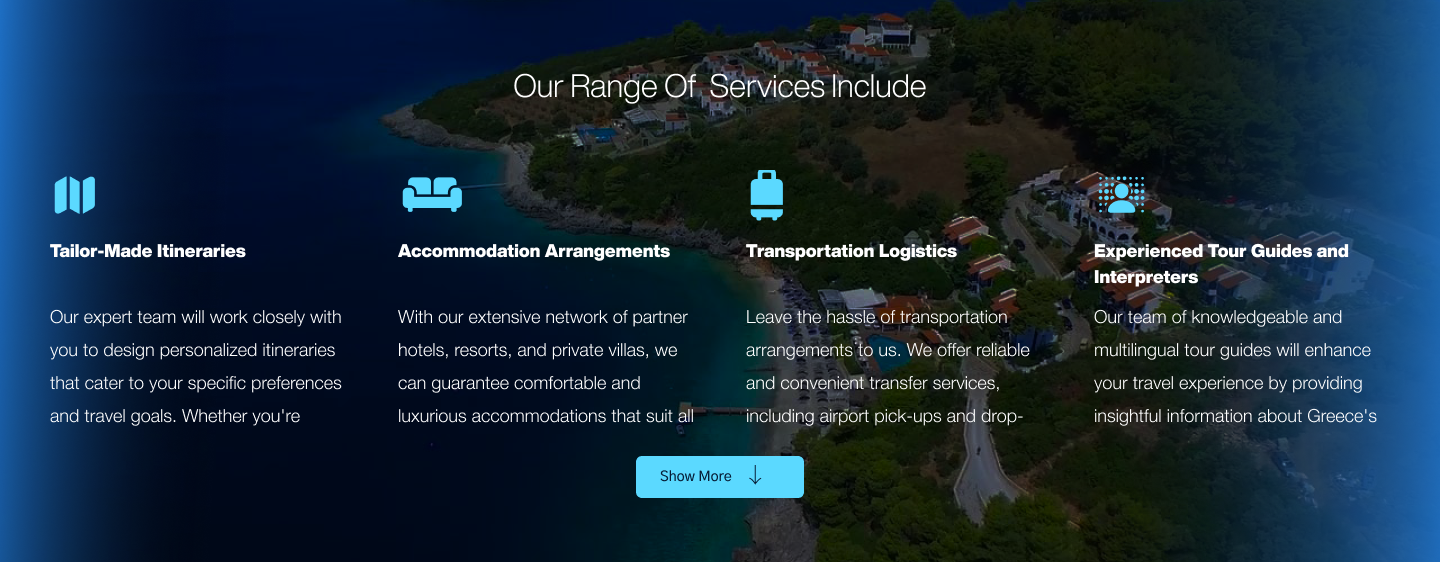 Our Range Of Services Include
Tailor-Made Itineraries
Our expert team will work closely with
you to design personalized itineraries
that cater to your specific preferences
and travel goals. Whether you're
Accommodation Arrangements
With our extensive network of partner
hotels, resorts, and private villas, we
can guarantee comfortable and
luxurious accommodations that suit all
Transportation Logistics
Leave the hassle of transportation
arrangements to us. We offer reliable
and convenient transfer services,
including airport pick-ups and drop-
Experienced Tour Guides and
Interpreters
Our team of knowledgeable and
multilingual tour guides will enhance
your travel experience by providing
insightful information about Greece's
Show More